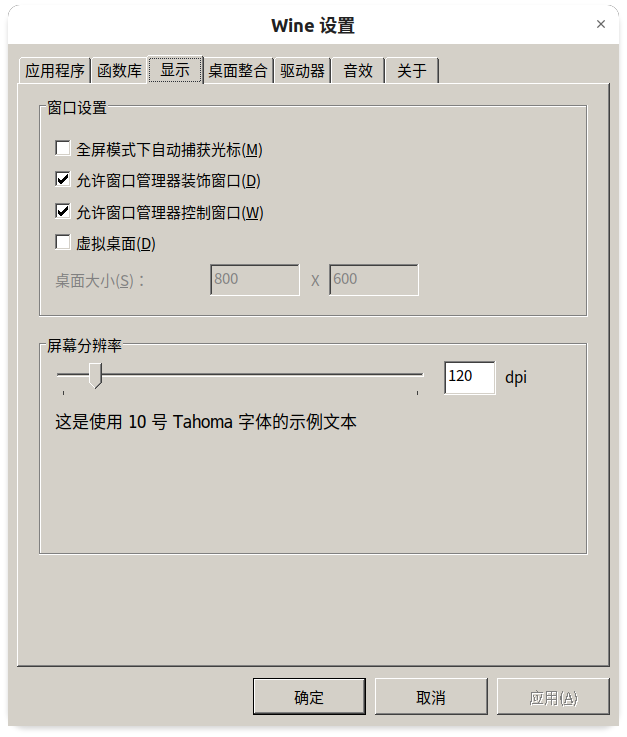 Wine 设置
应用程序 函数库 显示 桌面整合 驱动器 音效 关于
窗口设置
全屏模式下自动捕获光标(M)
允许窗口管理器装饰窗口(D)
允许窗口管理器控制窗口(W)
虚拟桌面(D)
桌面大小(S)： 800 X 600
屏幕分辨率
120 dpi
这是使用 10 号 Tahoma 字体的示例文本
确定 取消 应用(A)